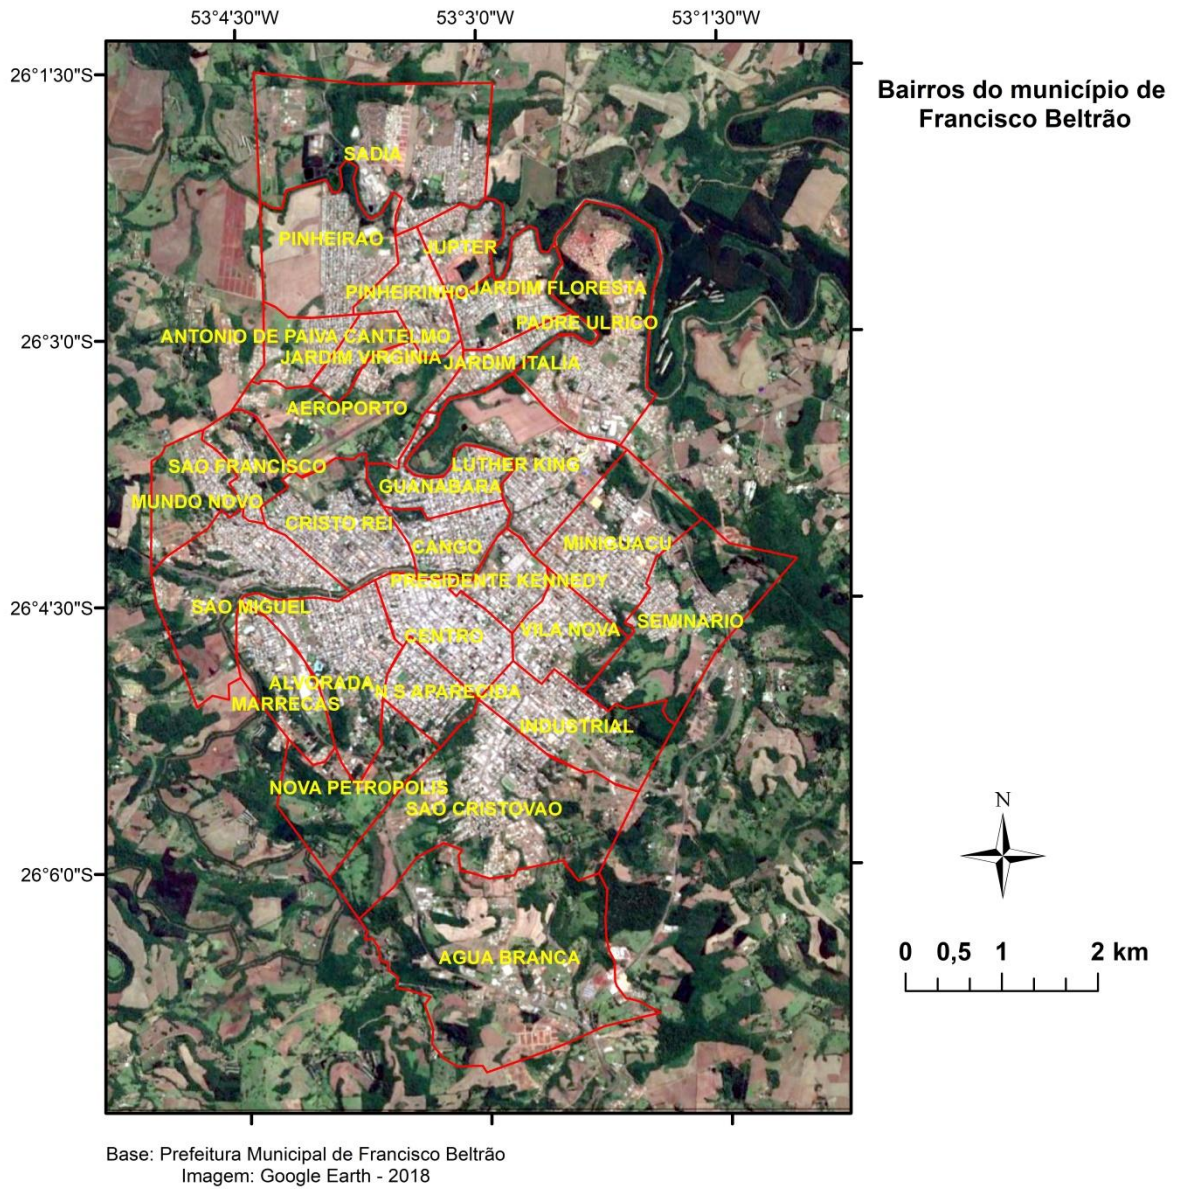 53°4'30"W
53°3'0"W
53°1'30"W
26°1'30"S
26°3'0"S
26°4'30"S
26°6'0"S
Bairros do município de
Francisco Beltrão
SADIA
PINHEIRAO
JUPTER
PINHEIRINHO
JARDIM FLORESTA
PADRE ULRICO
ANTONIO DE PAIVA CANTELMO
JARDIM VIRGINIA
JARDIM ITALIA
AEROPORTO
SAO FRANCISCO
LUTHER KING
GUANABARA
MUNDO NOVO
CRISTO REI
CANGO
MINIGUACU
PRESIDENTE KENNEDY
SAO MIGUEL
SEMINARIO
VILA NOVA
CENTRO
ALVORADA
N S APARECIDA
MARRECAS
INDUSTRIAL
NOVA PETROPOLIS
SAO CRISTOVAO
AGUA BRANCA
N
0 0,5 1 2 km
Base: Prefeitura Municipal de Francisco Beltrão
Imagem: Google Earth - 2018